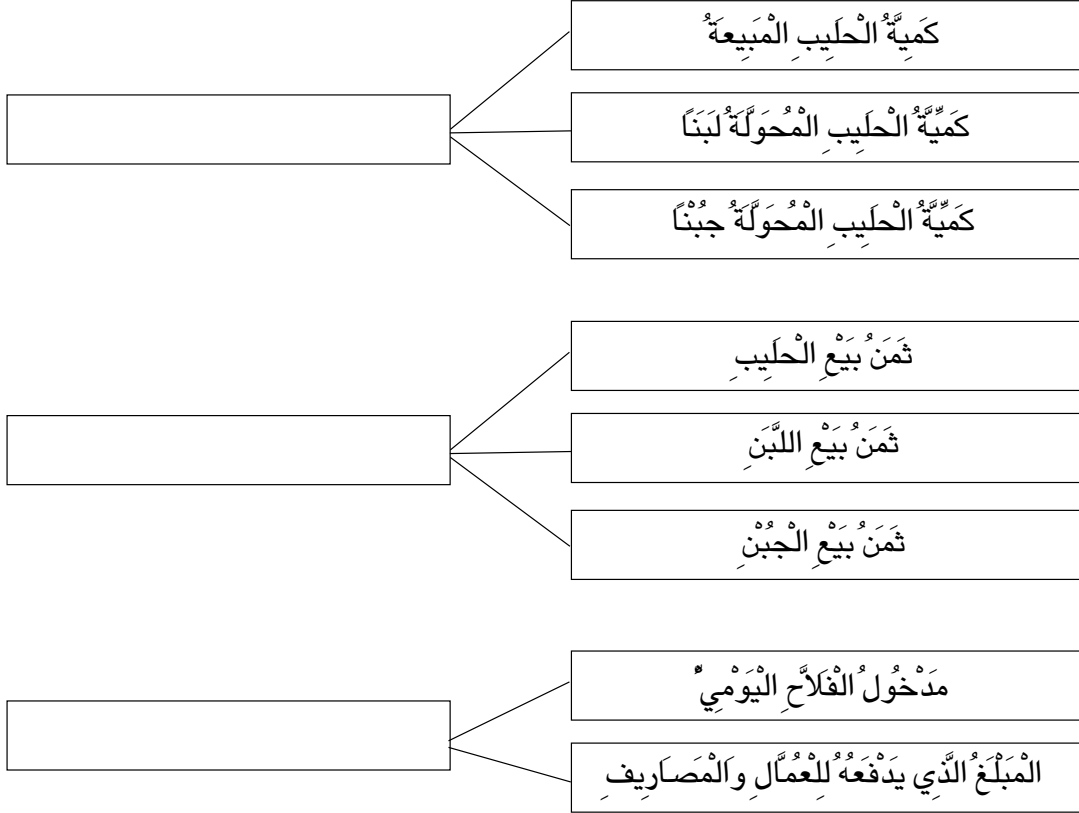 كَمِيَّةُ الْحَلِيبِ الْمَبِيعَةُ
كَمِّيَّةُ الْحَلِيبِ الْمُحَوَّلَةُ لَبَنًا
كَمِّيَّةُ الْحَلِيبِ الْمُحَوَّلَةُ جُبْنًا
ثَمَنُ بَيْعِ الْحَلِيبِ
ثَمَنُ بَيْعِ اللَّبَنِ
ثَمَنُ بَيْعِ الْجُبْنِ
مَدْخُولُ الْفَلاَّحِ الْيَوْمِيُّ
الْمَبْلَغُ الَّذِي يَدْفَعُهُ لِلْعُمَّالِ وَالْمَصَارِيفِ